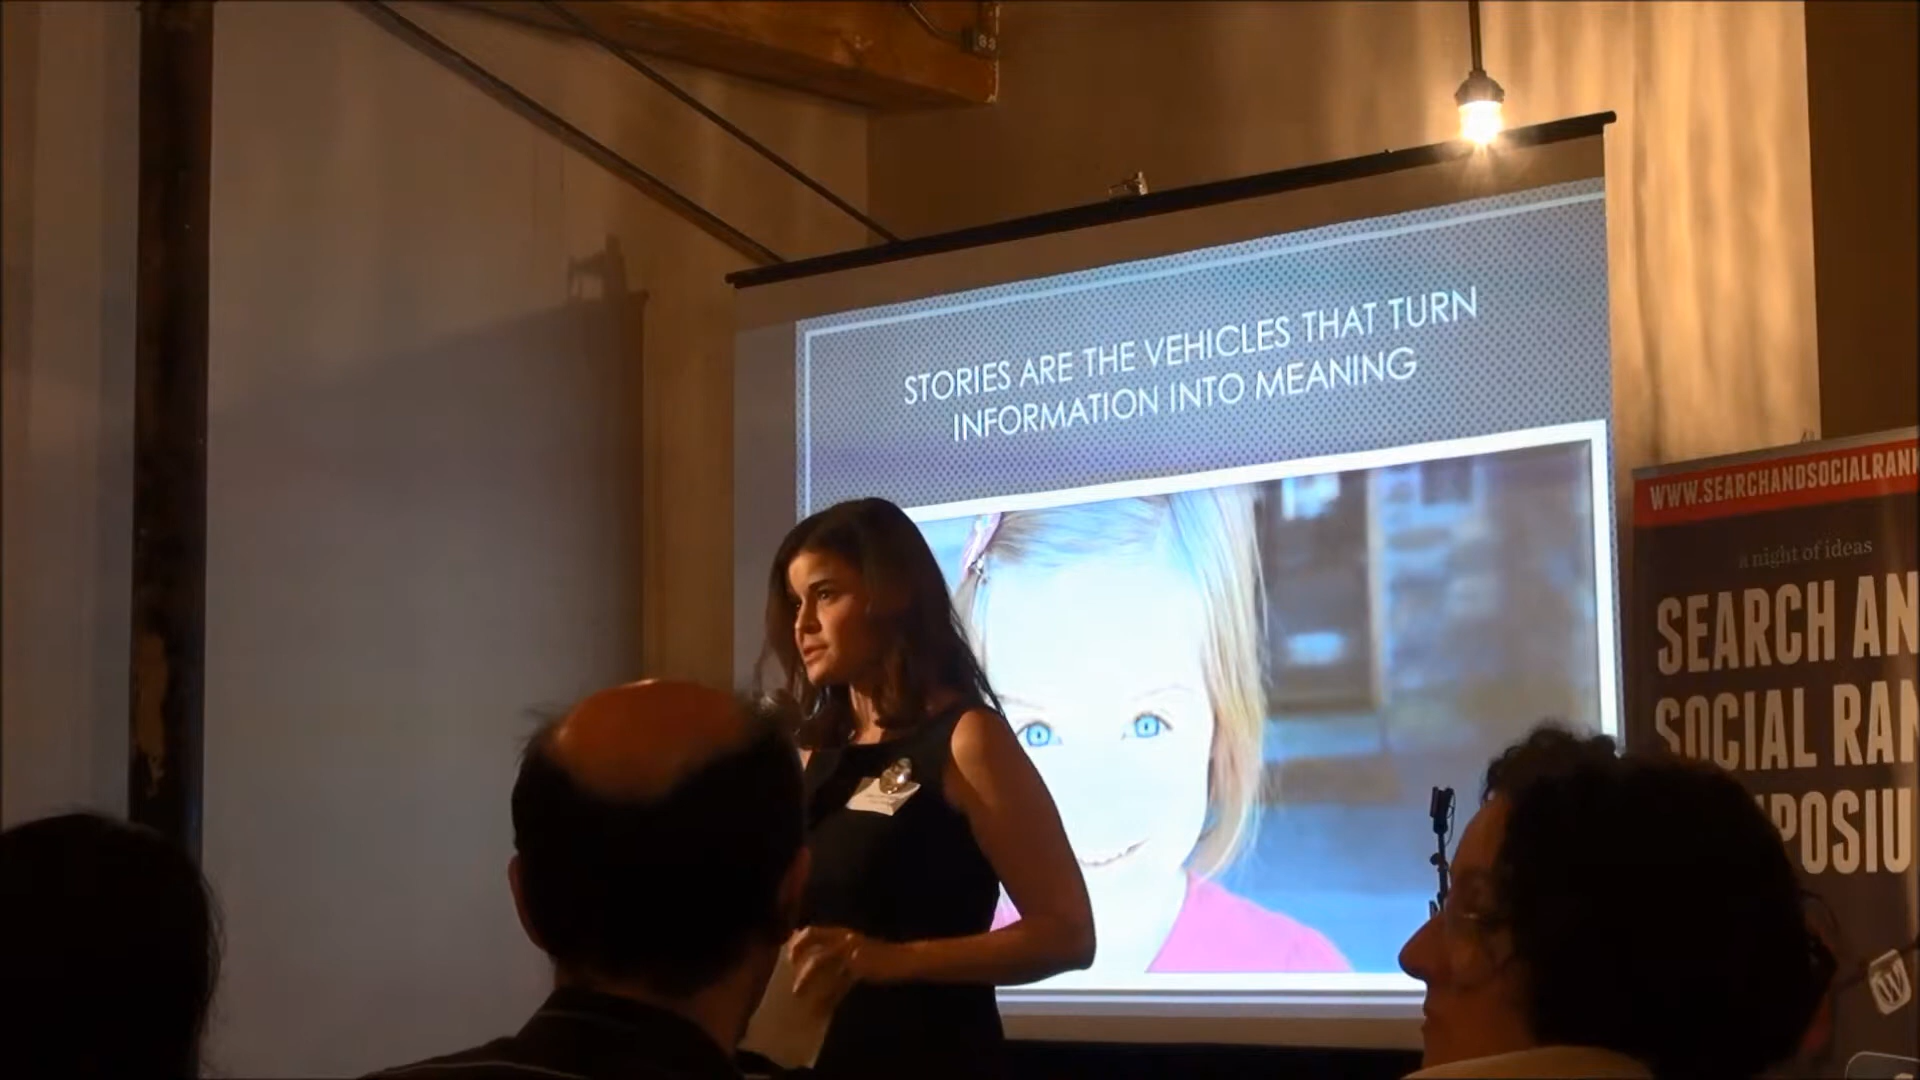 STORIES ARE THE VEHICLES THAT TURN
INFORMATION INTO MEANING
WWW.SEARCHANDSOCIALRAN
a night of ideas
SEARCH AN
SOCIAL RAN
POSIU